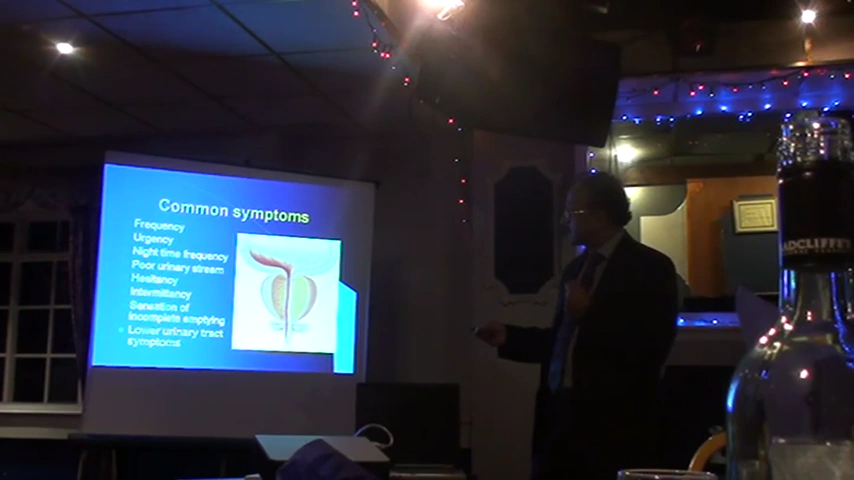 Common symptoms
Frequency
Urgency
Night time frequency
Poor urinary stream
Hesitancy
Intermittency
Sensation of
incomplete emptying
Lower urinary tract
symptoms
ADCLIFFE